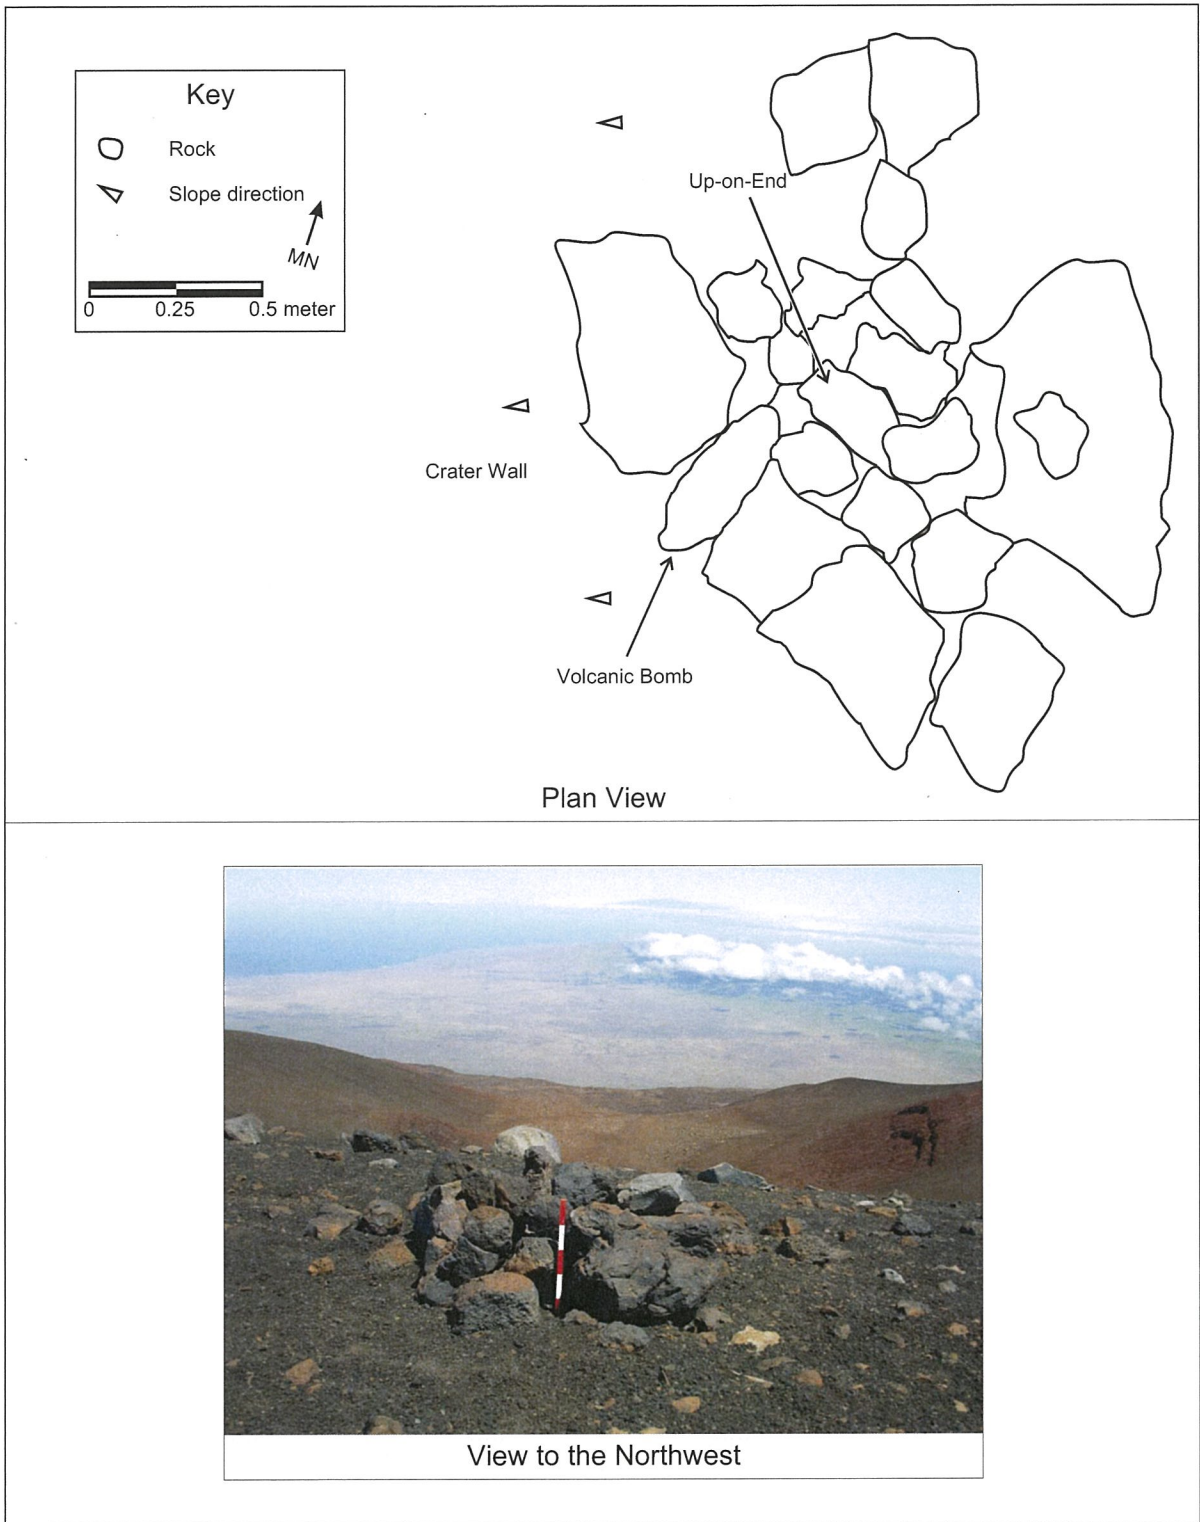 Key
Rock
Slope direction
MN
0 0.25 0.5 meter
Up-on-End
Crater Wall
Volcanic Bomb
Plan View
View to the Northwest